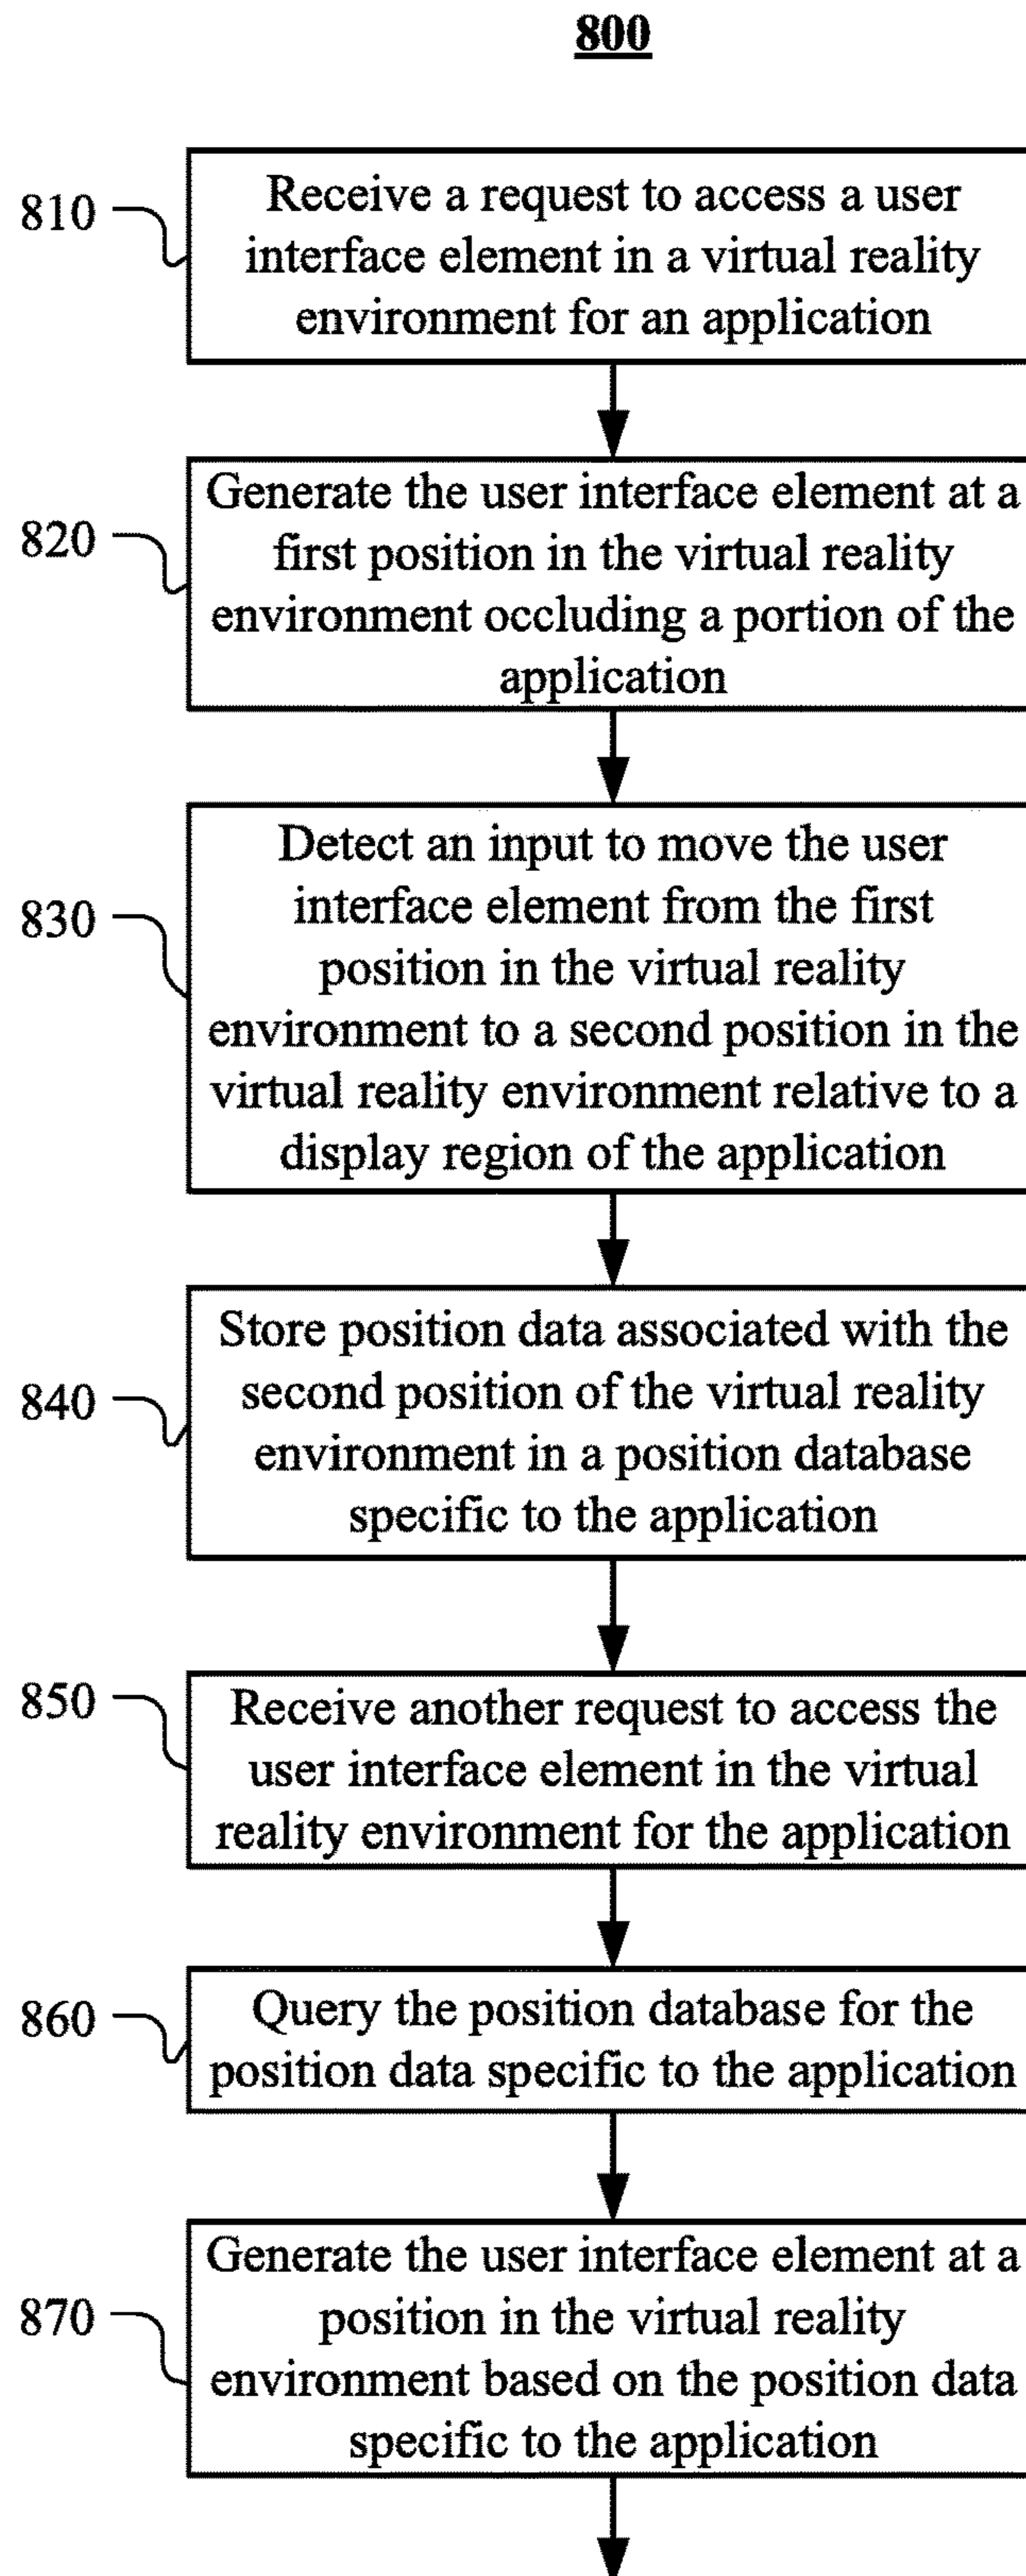 800
810
Receive a request to access a user
interface element in a virtual reality
environment for an application
820
Generate the user interface element at a
first position in the virtual reality
environment occluding a portion of the
application
830
Detect an input to move the user
interface element from the first
position in the virtual reality
environment to a second position in the
virtual reality environment relative to a
display region of the application
840
Store position data associated with the
second position of the virtual reality
environment in a position database
specific to the application
850
Receive another request to access the
user interface element in the virtual
reality environment for the application
860
Query the position database for the
position data specific to the application
870
Generate the user interface element at a
position in the virtual reality
environment based on the position data
specific to the application